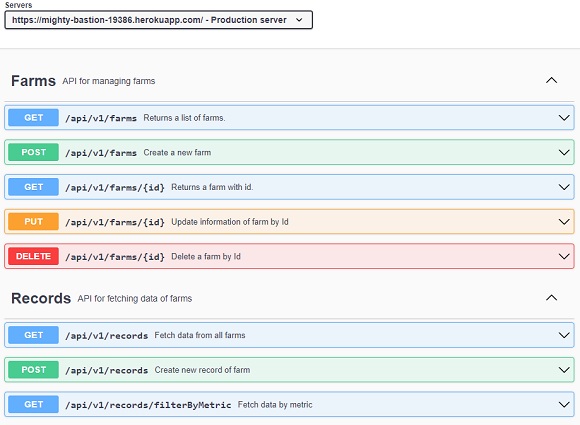 Servers
https://mighty-bastion-19386.herokuapp.com/ - Production server
Farms API for managing farms
GET /api/v1/farms Returns a list of farms.
POST /api/v1/farms Create a new farm
GET /api/v1/farms/{id} Returns a farm with id.
PUT /api/v1/farms/{id} Update information of farm by Id
DELETE /api/v1/farms/{id} Delete a farm by Id
Records API for fetching data of farms
GET /api/v1/records Fetch data from all farms
POST /api/v1/records Create new record of farm
GET /api/v1/records/filterByMetric Fetch data by metric